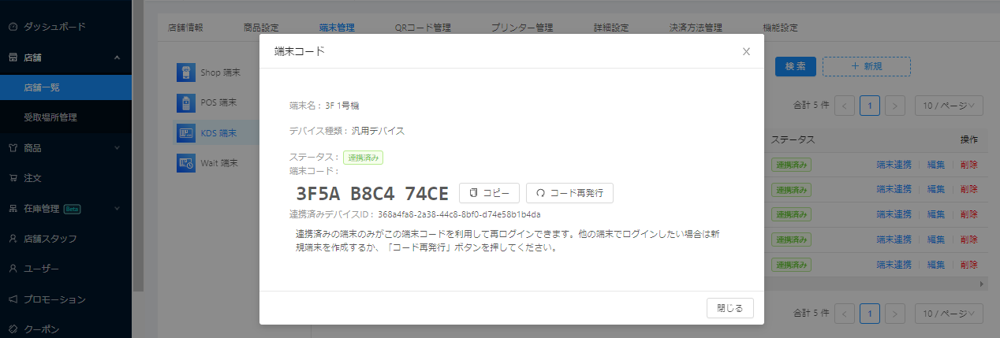 ダッシュボード
店舗
店舗一覧
受取場所管理
商品
注文
在庫管理 Beta
店舗スタッフ
ユーザー
プロモーション
クーポン
店舗情報 商品設定 端末管理 QRコード管理 プリンター管理 詳細設定 決済方法管理 機能設定
Shop 端末
POS 端末
KDS 端末
Wait 端末
検 索 + 新規
合計 5 件 < 1 > 10 / ページ
ステータス 操作
連携済み 端末連携 編集 削除
連携済み 端末連携 編集 削除
連携済み 端末連携 編集 削除
連携済み 端末連携 編集 削除
連携済み 端末連携 編集 削除
合計 5 件 < 1 > 10 / ページ
端末コード
端末名 : 3F 1号機
デバイス種類 : 汎用デバイス
ステータス : 連携済み
端末コード :
3F5A B8C4 74CE コピー コード再発行
連携済みデバイスID : 368a4fa8-2a38-44c8-8bf0-d74e58b1b4da
連携済みの端末のみがこの端末コードを利用して再ログインできます。他の端末でログインしたい場合は新
規端末を作成するか、「コード再発行」ボタンを押してください。
閉じる